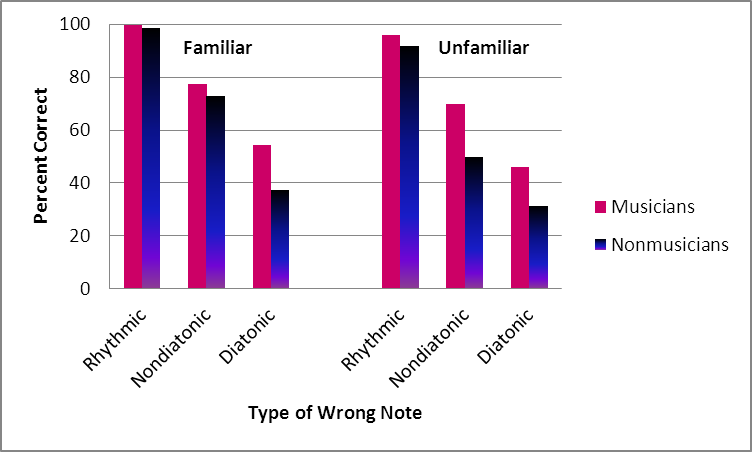 100
80
60
40
20
0
Percent Correct
Familiar
Unfamiliar
Rhythmic
Nondiatonic
Diatonic
Rhythmic
Nondiatonic
Diatonic
Type of Wrong Note
Musicians
Nonmusicians